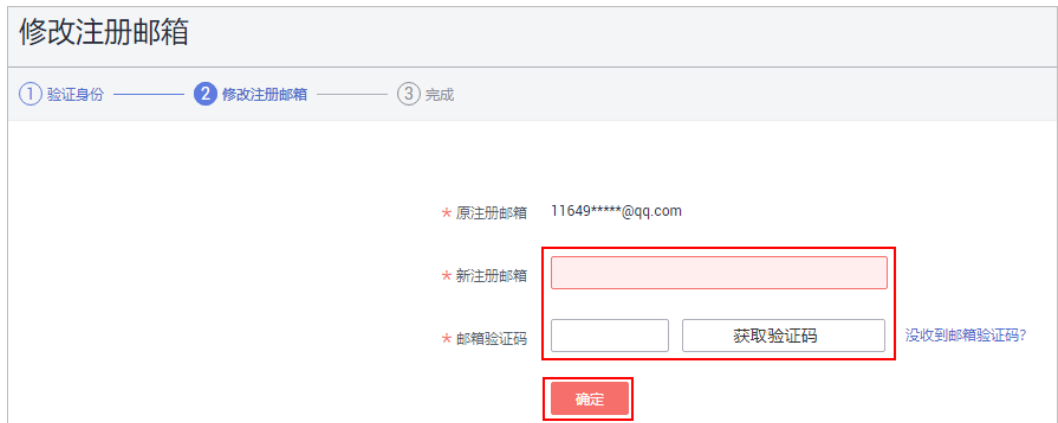 修改注册邮箱
1 验证身份 2 修改注册邮箱 3 完成
* 原注册邮箱 11649*****@qq.com
* 新注册邮箱
* 邮箱验证码 获取验证码 没收到邮箱验证码?
确定